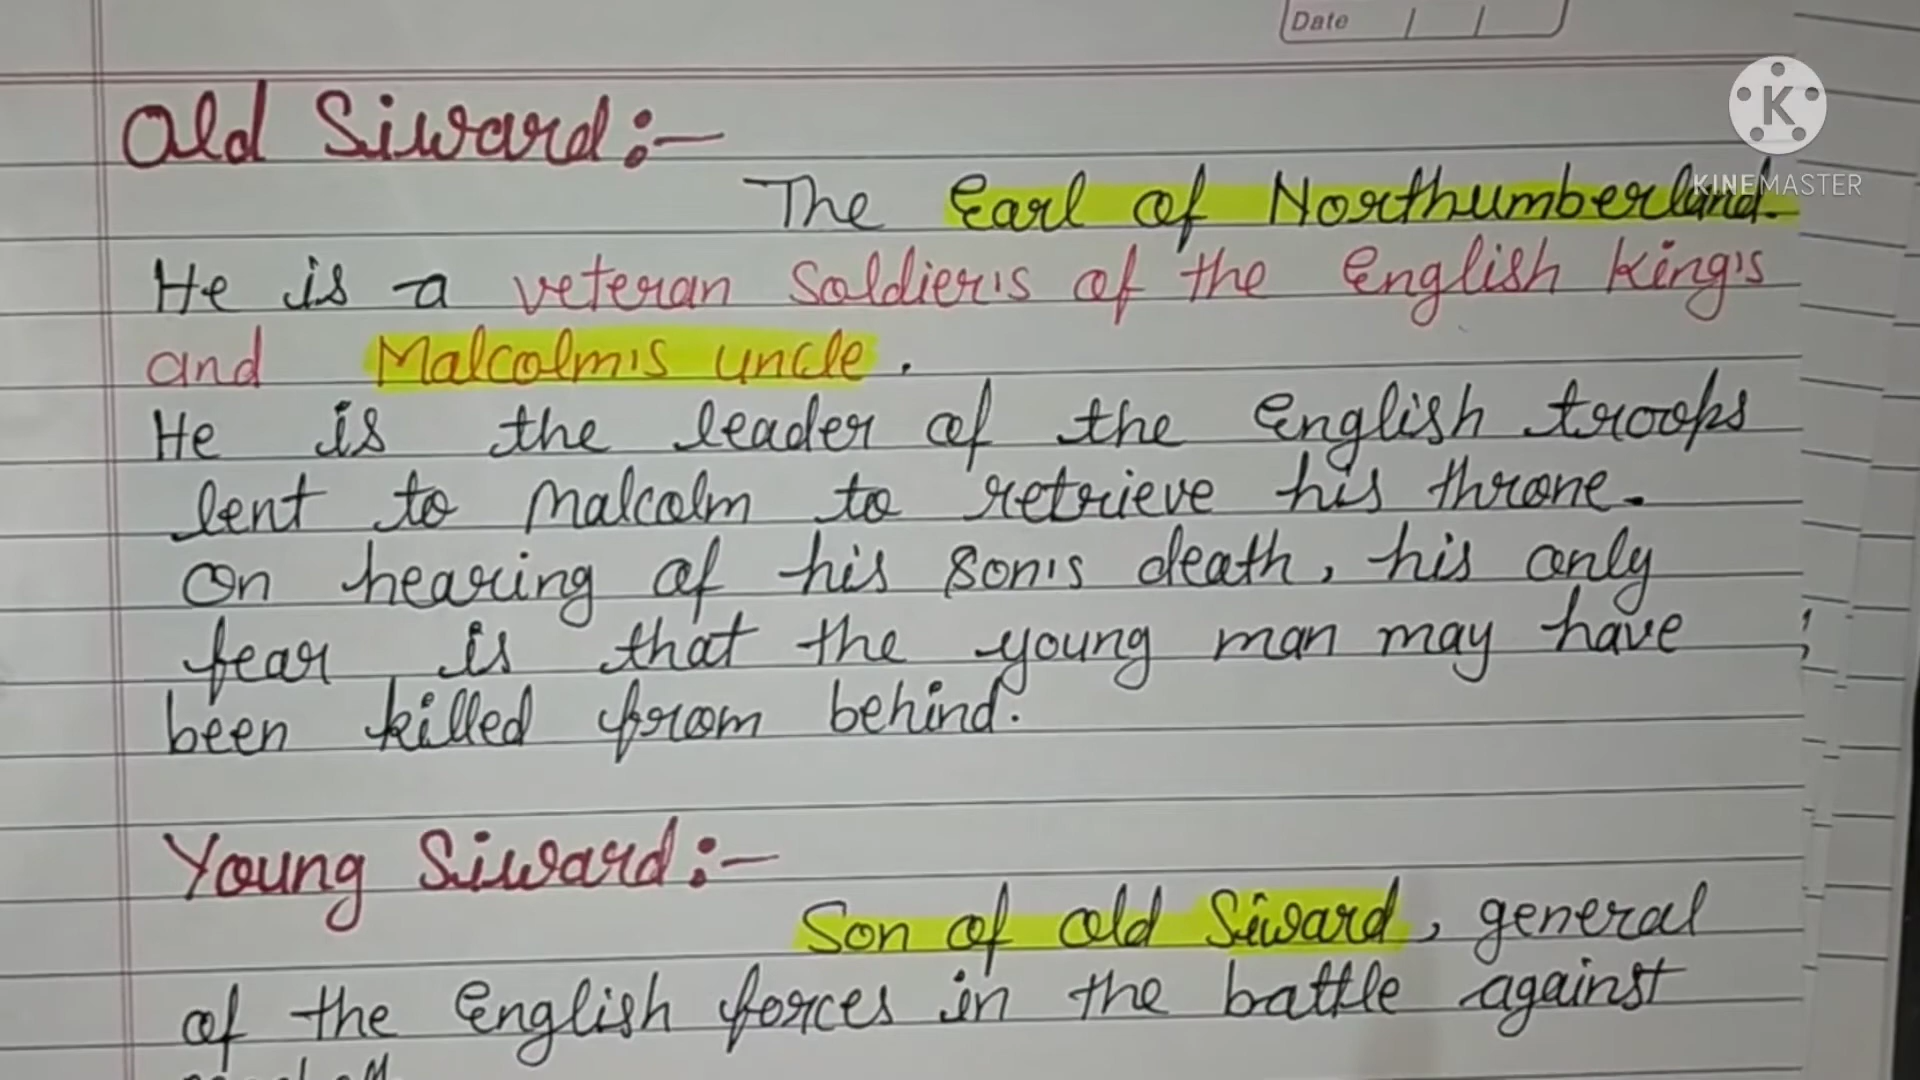 Date
Old Siward:-
The Earl of Northumberland.
KINEMASTER
He is a veteran Soldier's of the English King's
and Malcolm's uncle.
He is the leader of the English troops
lent to Malcolm to retrieve his throne.
On hearing of his son's death, his only
fear is that the young man may have
been killed from behind.
Young Siward:-
Son of old Siward, general
of the English forces in the battle against